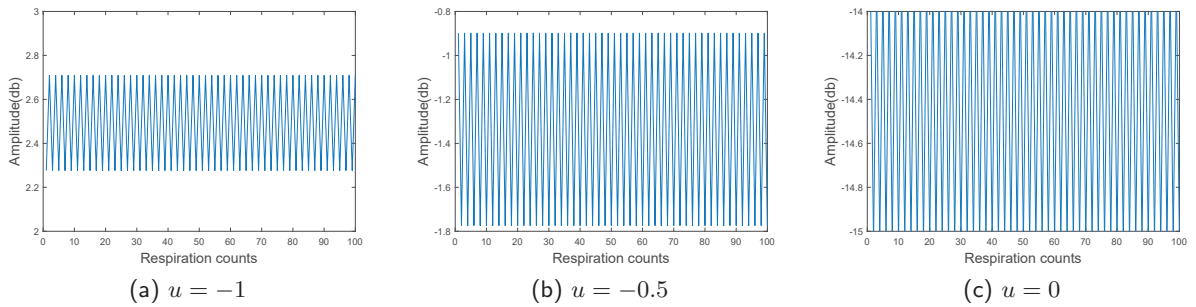 3
2.8
2.6
2.4
2.2
2
Amplitude(db)
0 10 20 30 40 50 60 70 80 90 100
Respiration counts
(a) u = −1
-0.8
-1
-1.2
-1.4
-1.6
-1.8
Amplitude(db)
0 10 20 30 40 50 60 70 80 90 100
Respiration counts
(b) u = −0.5
-14
-14.2
-14.4
-14.6
-14.8
-15
Amplitude(db)
0 10 20 30 40 50 60 70 80 90 100
Respiration counts
(c) u = 0